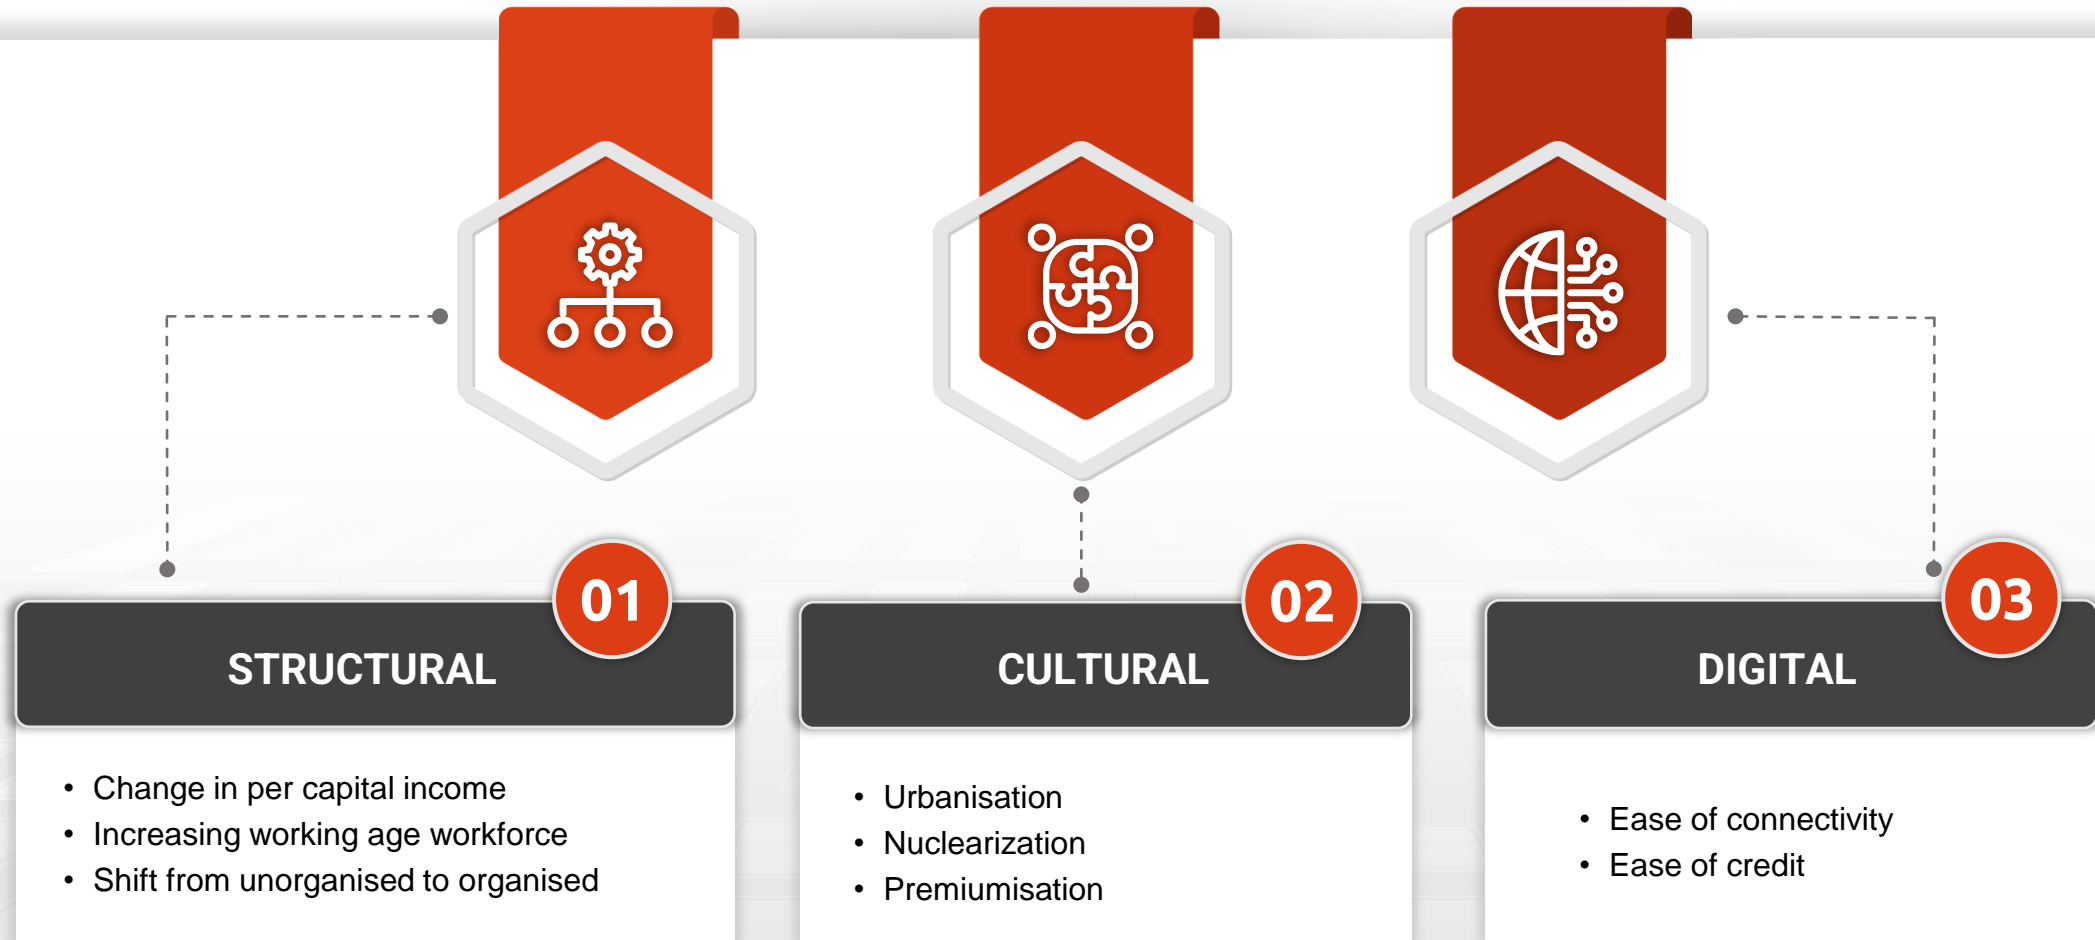 01
STRUCTURAL
• Change in per capital income
• Increasing working age workforce
• Shift from unorganised to organised
02
CULTURAL
• Urbanisation
• Nuclearization
• Premiumisation
03
DIGITAL
• Ease of connectivity
• Ease of credit